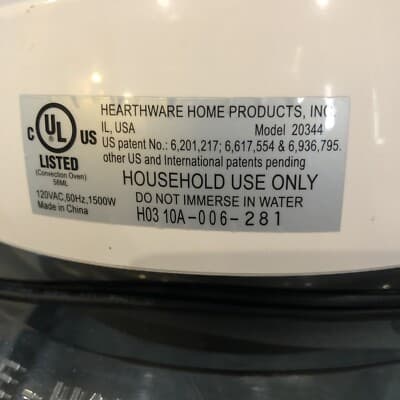 HEARTHWARE HOME PRODUCTS, INC.
IL, USA Model 20344
US patent No.: 6,201,217; 6,617,554 & 6,936,795.
other US and International patents pending
HOUSEHOLD USE ONLY
DO NOT IMMERSE IN WATER
H03 10A-006-281
C UL US
LISTED
(Convection Oven)
56ML
120VAC,60Hz,1500W
Made in China